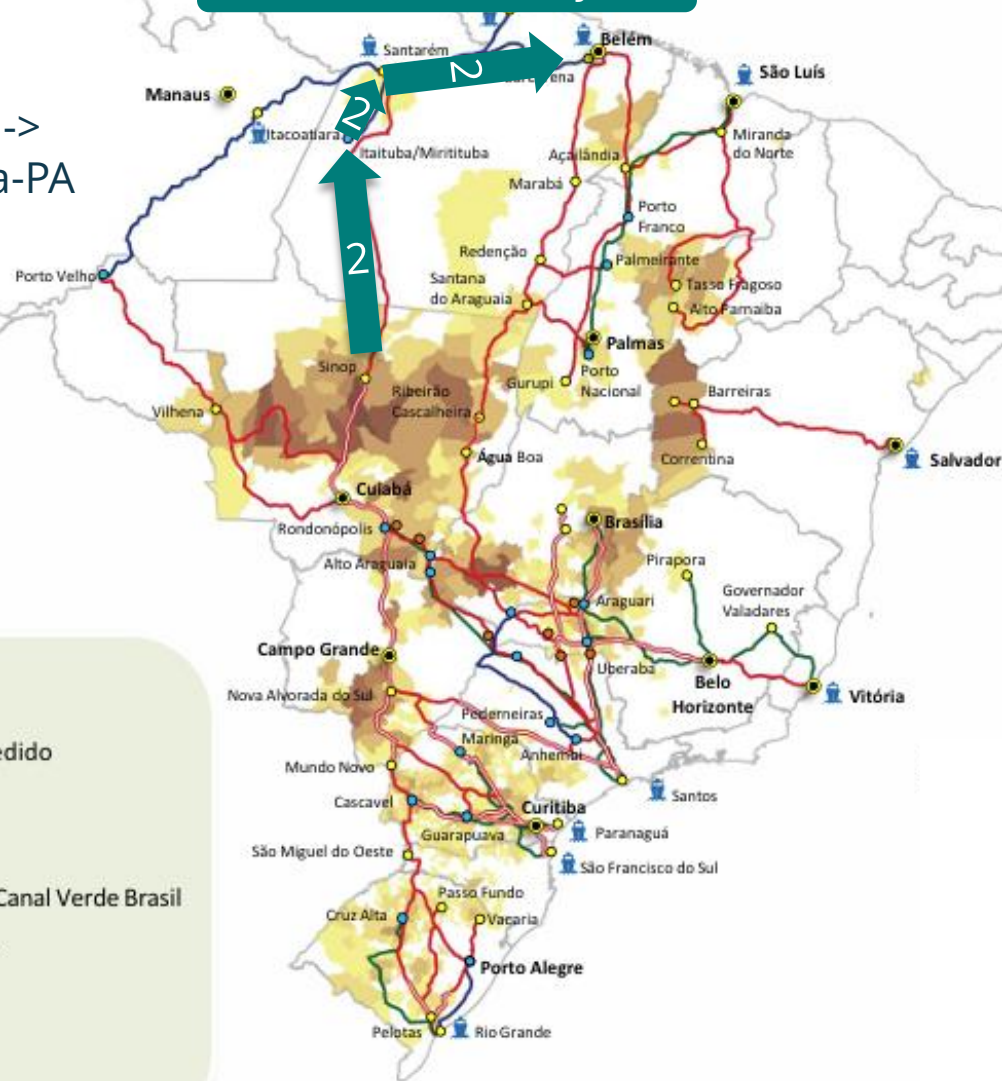 Santarém
Belém
Manaus
São Luís
->
a-PA
Itacoatiara
Itaituba/Miritituba
2
2
2
Miranda
do Norte
Açailândia
Marabá
Porto
Franco
Redenção
Palmeirante
Porto Velho
Santana
do Araguaia
Tasso Fragoso
Alto Parnaíba
Palmas
Sinop
Gurupi
Porto
Nacional
Ribeirão
Cascalheira
Vilhena
Barreiras
Água Boa
Correntina
Salvador
Cuiabá
Rondonópolis
Brasília
Alto Araguaia
Pirapora
Governador
Valadares
Araguari
Campo Grande
Uberaba
Belo
Horizonte
Vitória
Nova Alvorada do Sul
Pederneiras
Maringá
Anhembi
Mundo Novo
Santos
Cascavel
Curitiba
Guarapuava
Paranaguá
São Miguel do Oeste
São Francisco do Sul
edido
Canal Verde Brasil
Passo Fundo
Cruz Alta
Vacaria
Porto Alegre
Pelotas
Rio Grande